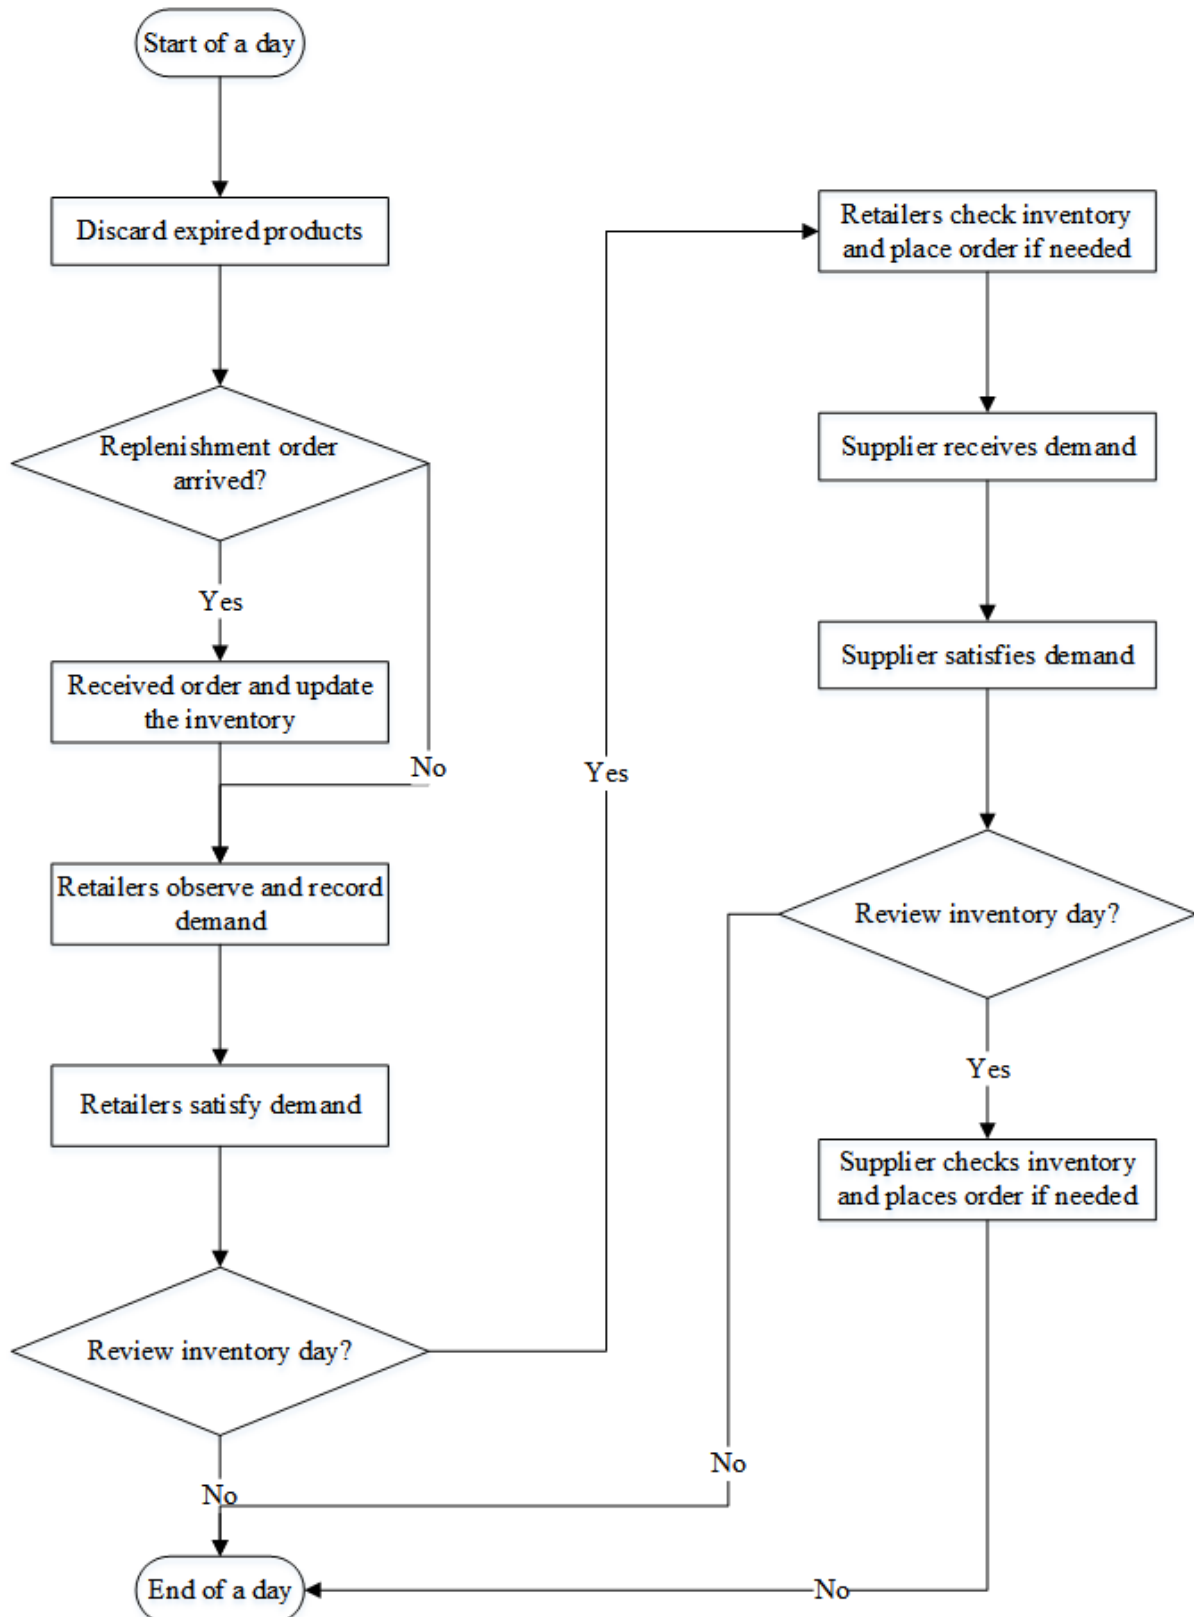 Start of a day
Discard expired products
Replenishment order
arrived?
Yes
Received order and update
the inventory
No
Retailers observe and record
demand
Retailers satisfy demand
Review inventory day?
No
Yes
Retailers check inventory
and place order if needed
Supplier receives demand
Supplier satisfies demand
Review inventory day?
Yes
Supplier checks inventory
and places order if needed
No
No
End of a day